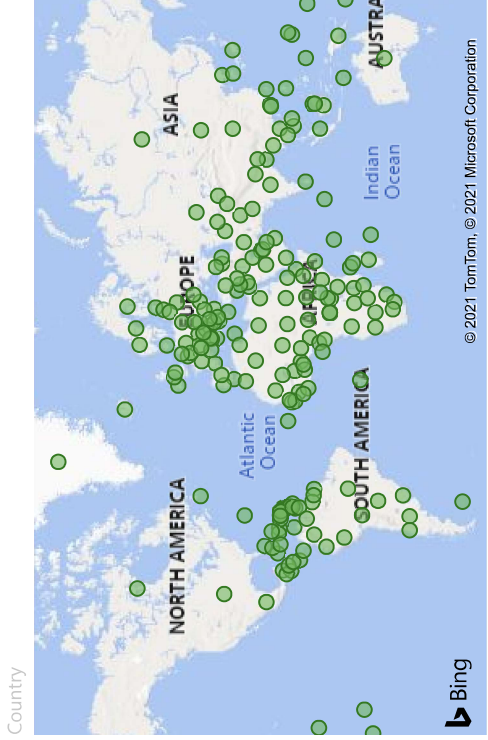 Country
NORTH AMERICA
EUROPE
ASIA
Atlantic
Ocean
AFRICA
SOUTH AMERICA
Indian
Ocean
AUSTRA
Bing
© 2021 TomTom, © 2021 Microsoft Corporation